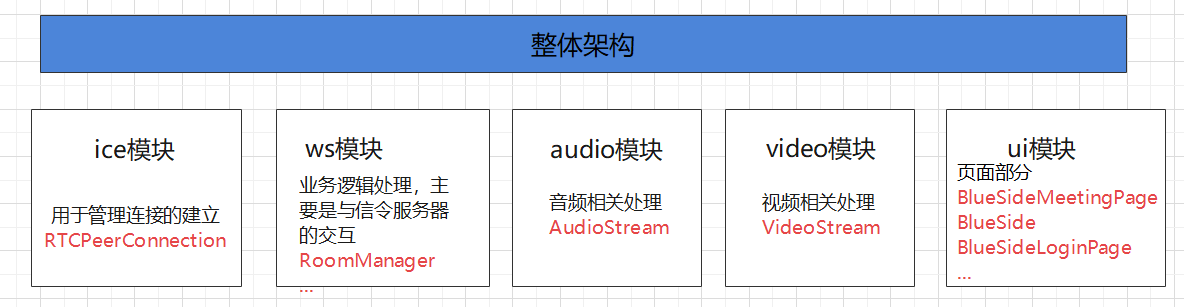 整体架构
ice模块
用于管理连接的建立
RTCPeerConnection
ws模块
业务逻辑处理，主
要是与信令服务器
的交互
RoomManager
...
audio模块
音频相关处理
AudioStream
video模块
视频相关处理
VideoStream
ui模块
页面部分
BlueSideMeetingPage
BlueSide
BlueSideLoginPage
...